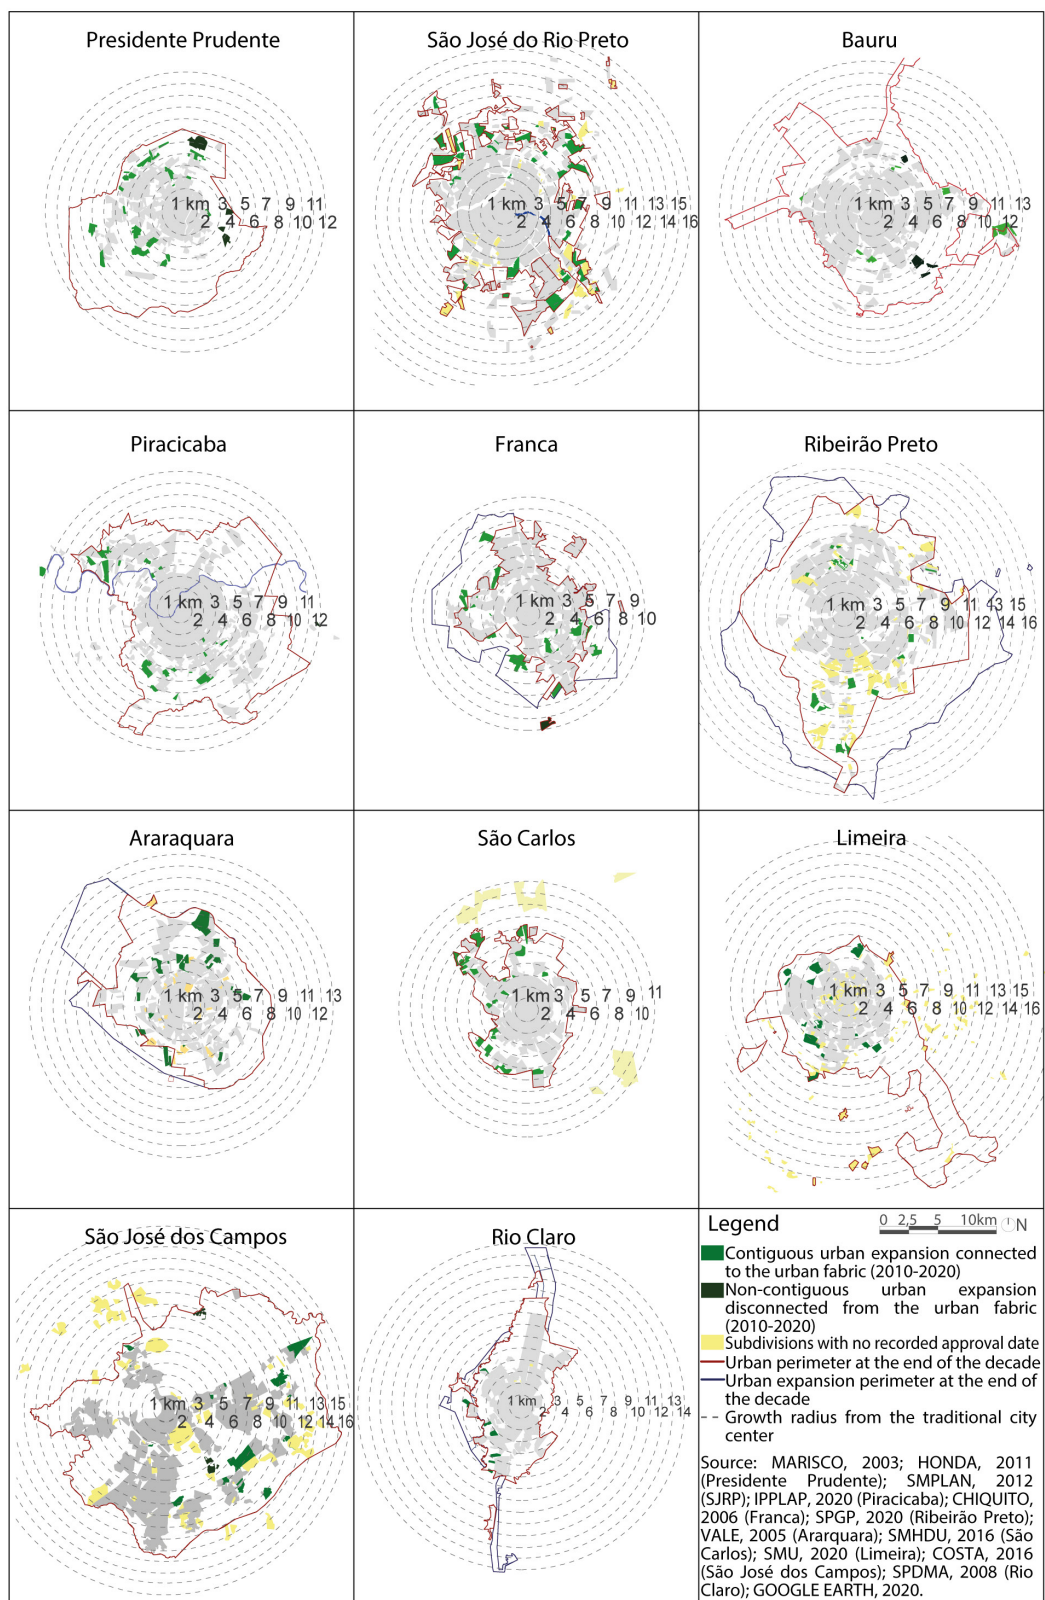 Presidente Prudente
1 km 3 5 7 9 11
2 4 6 8 10 12
São José do Rio Preto
1 km 3 5 7 9 11 13 15
2 4 6 8 10 12 14 16
Bauru
1 km 3 5 7 9 11 13
2 4 6 8 10 12
Piracicaba
1 km 3 5 7 9 11
2 4 6 8 10 12
Franca
1 km 3 5 7 9
2 4 6 8 10
Ribeirão Preto
1 km 3 5 7 9 11 13 15
2 4 6 8 10 12 14 16
Araraquara
1 km 3 5 7 9 11 13
2 4 6 8 10 12
São Carlos
1 km 3 5 7 9 11
2 4 6 8 10
Limeira
1 km 3 5 7 9 11 13 15
2 4 6 8 10 12 14 16
São José dos Campos
1 km 3 5 7 9 11 13 15
2 4 6 8 10 12 14 16
Rio Claro
1 km 3 5 7 9 11 13
2 4 6 8 10 12 14
Legend
0 2,5 5 10km N
Contiguous urban expansion connected
to the urban fabric (2010-2020)
Non-contiguous urban expansion
disconnected from the urban fabric
(2010-2020)
Subdivisions with no recorded approval date
Urban perimeter at the end of the decade
Urban expansion perimeter at the end of
the decade
Growth radius from the traditional city
center
Source: MARISCO, 2003; HONDA, 2011
(Presidente Prudente); SMPLAN, 2012
(SJRP); IPPLAP, 2020 (Piracicaba); CHIQUITO,
2006 (Franca); SPGP, 2020 (Ribeirão Preto);
VALE, 2005 (Ararquara); SMHDU, 2016 (São
Carlos); SMU, 2020 (Limeira); COSTA, 2016
(São José dos Campos); SPDMA, 2008 (Rio
Claro); GOOGLE EARTH, 2020.